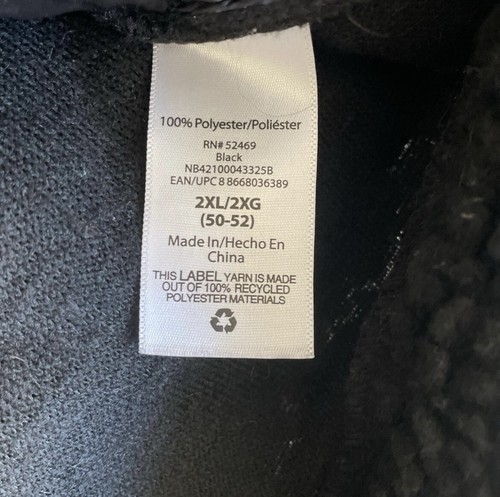 100% Polyester/Poliéster
RN# 52469
Black
NB42100043325B
EAN/UPC 8 8668036389
2XL/2XG
(50-52)
Made In/Hecho En
China
THIS LABEL YARN IS MADE
OUT OF 100% RECYCLED
POLYESTER MATERIALS